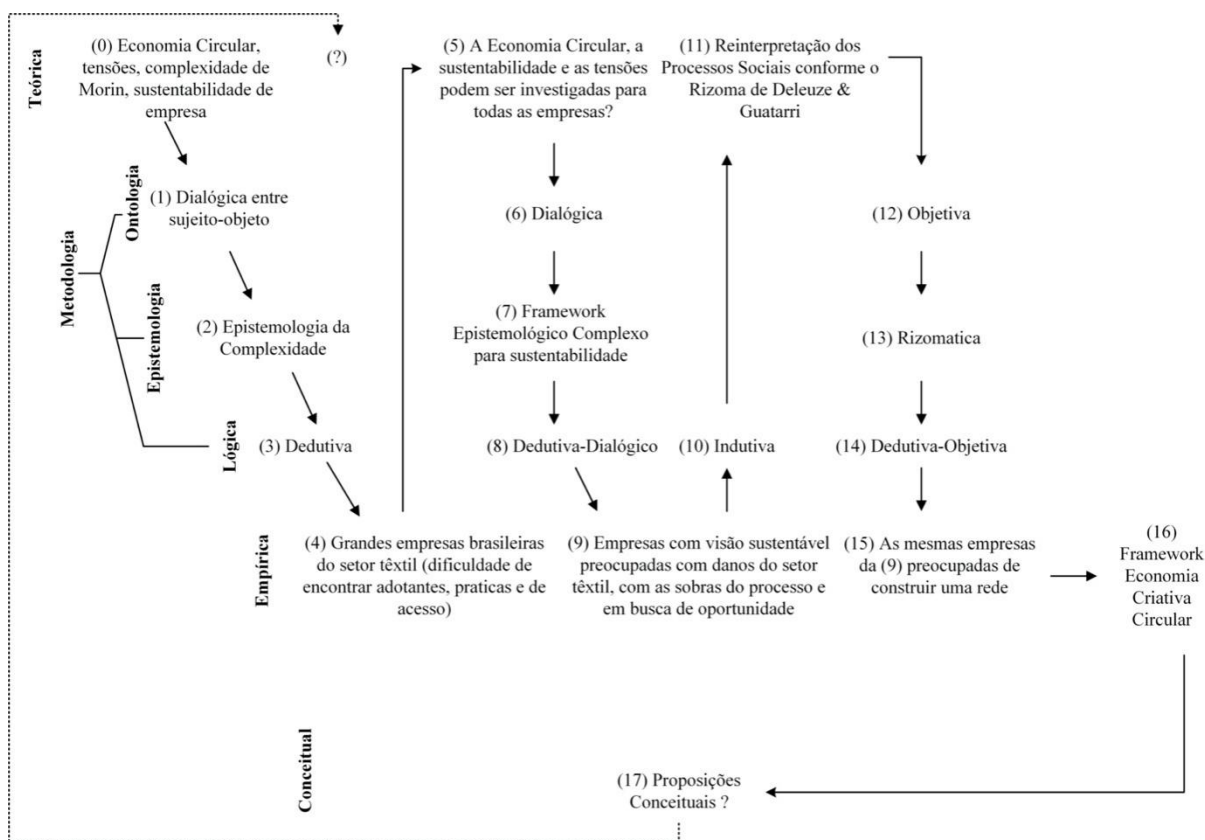 Teórica
(0) Economia Circular,
tensões, complexidade de
Morin, sustentabilidade de
empresa
(?)
(5) A Economia Circular, a
sustentabilidade e as tensões
podem ser investigadas para
todas as empresas?
(11) Reinterpretação dos
Processos Sociais conforme o
Rizoma de Deleuze &
Guatarri
Metodologia
Ontologia
(1) Dialógica entre
sujeito-objeto
(6) Dialógica
(12) Objetiva
Epistemologia
(2) Epistemologia da
Complexidade
(7) Framework
Epistemológico Complexo
para sustentabilidade
(13) Rizomatica
Lógica
(3) Dedutiva
(8) Dedutiva-Dialógico
(10) Indutiva
(14) Dedutiva-Objetiva
Empírica
(4) Grandes empresas brasileiras
do setor têxtil (dificuldade de
encontrar adotantes, praticas e de
acesso)
(9) Empresas com visão sustentável
preocupadas com danos do setor
têxtil, com as sobras do processo e
em busca de oportunidade
(15) As mesmas empresas
da (9) preocupadas de
construir uma rede
(16)
Framework
Economia
Criativa
Circular
Conceitual
(17) Proposições
Conceituais ?